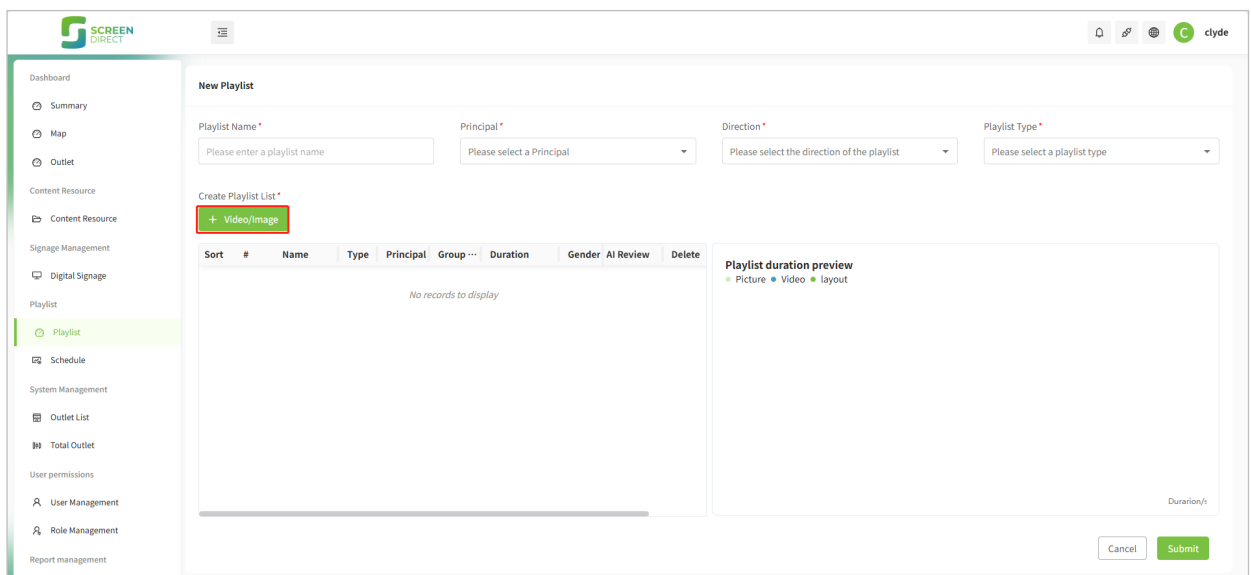 SCREEN
DIRECT
C
clyde
Dashboard
Summary
Map
Outlet
Content Resource
Content Resource
Signage Management
Digital Signage
Playlist
Playlist
Schedule
System Management
Outlet List
Total Outlet
User permissions
User Management
Role Management
Report management
New Playlist
Playlist Name *
Principal *
Direction *
Playlist Type *
Please enter a playlist name
Please select a Principal
Please select the direction of the playlist
Please select a playlist type
Create Playlist List *
+ Video/Image
Sort # Name Type Principal Group ··· Duration Gender AI Review Delete
No records to display
Playlist duration preview
Picture Video layout
Durarion/s
Cancel
Submit